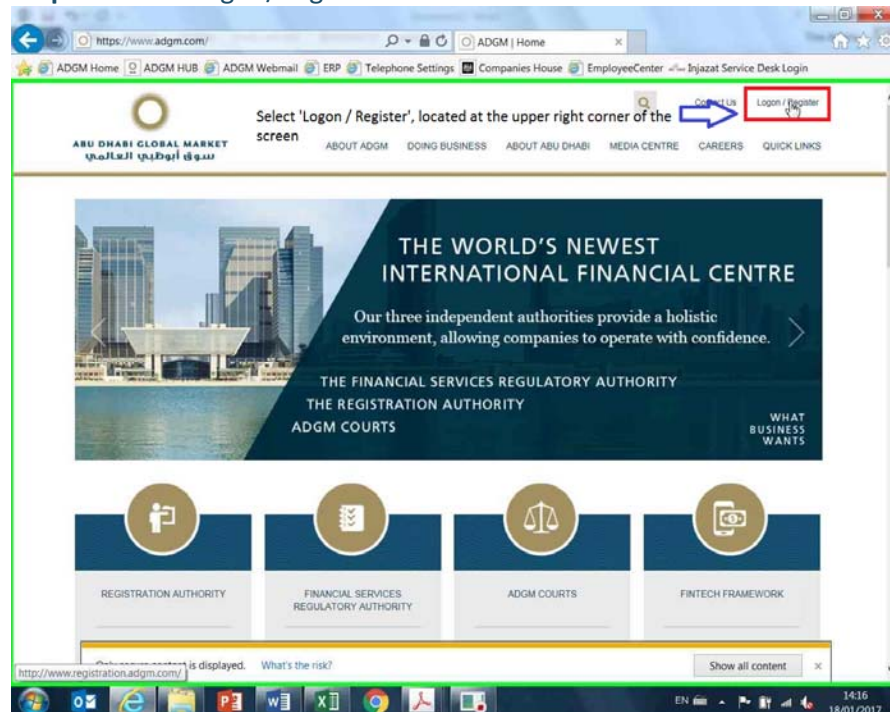 https://www.adgm.com/
ADGM | Home
ADGM Home
ADGM HUB
ADGM Webmail
ERP
Telephone Settings
Companies House
EmployeeCenter
Injazat Service Desk Login
Contact Us
Logon / Register
Select 'Logon / Register', located at the upper right corner of the
screen
ABU DHABI GLOBAL MARKET
سوق أبوظبي العالمي
ABOUT ADGM
DOING BUSINESS
ABOUT ABU DHABI
MEDIA CENTRE
CAREERS
QUICK LINKS
THE WORLD'S NEWEST
INTERNATIONAL FINANCIAL CENTRE
Our three independent authorities provide a holistic
environment, allowing companies to operate with confidence.
THE FINANCIAL SERVICES REGULATORY AUTHORITY
THE REGISTRATION AUTHORITY
ADGM COURTS
WHAT
BUSINESS
WANTS
REGISTRATION AUTHORITY
FINANCIAL SERVICES
REGULATORY AUTHORITY
ADGM COURTS
FINTECH FRAMEWORK
Only secure content is displayed.
What's the risk?
Show all content
http://www.registration.adgm.com/
EN
14:16
18/01/2017